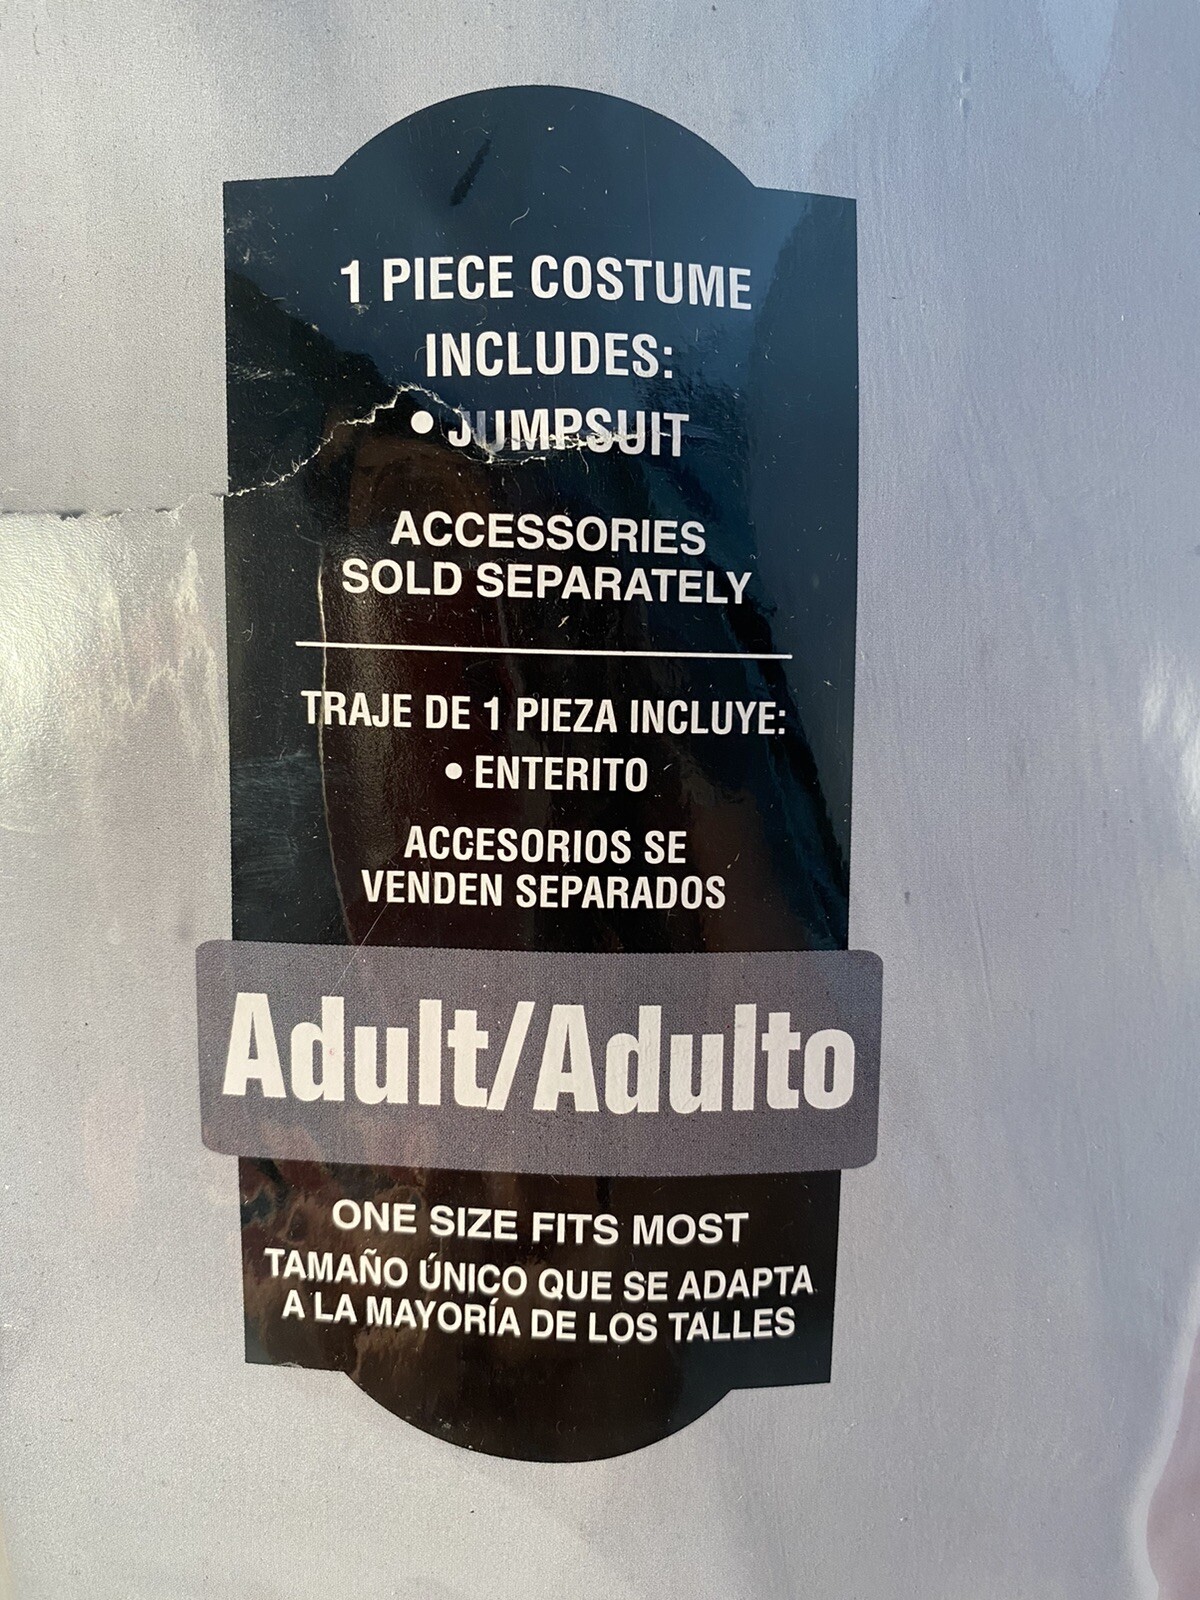 1 PIECE COSTUME
INCLUDES:
• JUMPSUIT
ACCESSORIES
SOLD SEPARATELY
TRAJE DE 1 PIEZA INCLUYE:
• ENTERITO
ACCESORIOS SE
VENDEN SEPARADOS
Adult/Adulto
ONE SIZE FITS MOST
TAMAÑO ÚNICO QUE SE ADAPTA
A LA MAYORÍA DE LOS TALLES